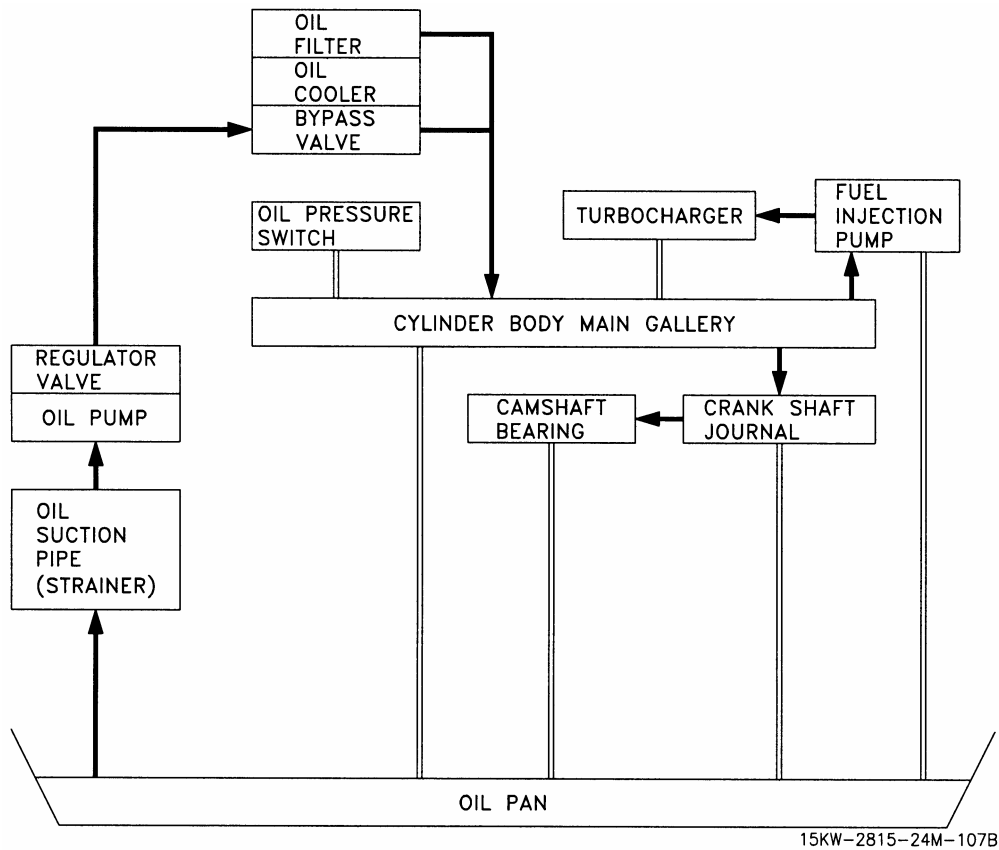 OIL
FILTER
OIL
COOLER
BYPASS
VALVE
OIL PRESSURE
SWITCH
TURBOCHARGER
FUEL
INJECTION
PUMP
CYLINDER BODY MAIN GALLERY
REGULATOR
VALVE
OIL PUMP
CAMSHAFT
BEARING
CRANK SHAFT
JOURNAL
OIL
SUCTION
PIPE
(STRAINER)
OIL PAN
15KW-2815-24M-107B